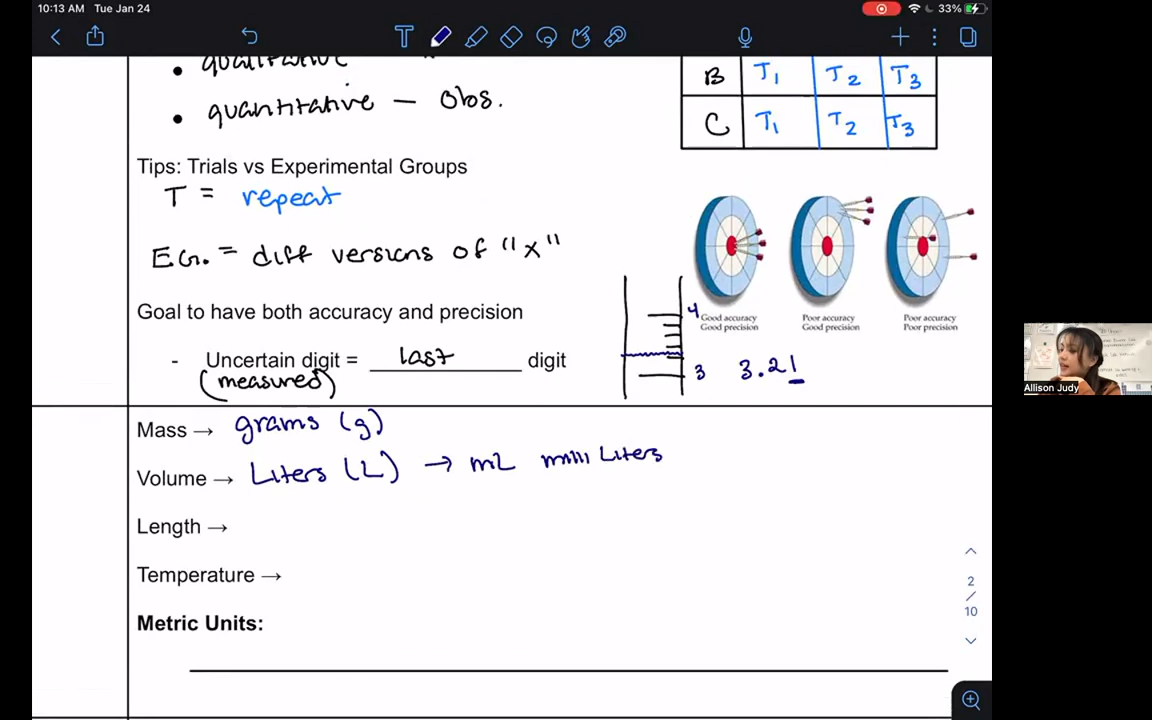 10:13 AM Tue Jan 24
33%
qualitative
• quantitative — Obs.
B T1 T2 T3
C T1 T2 T3
Tips: Trials vs Experimental Groups
T = repeat
E.G. = diff versions of "x"
Goal to have both accuracy and precision
- Uncertain digit = last digit
(measured)
4
3
3.21
Good accuracy
Good precision
Poor accuracy
Good precision
Poor accuracy
Poor precision
Mass → grams (g)
Volume → Liters (L) → mL milli Liters
Length →
Temperature →
Metric Units:
2
/
10
Allison Judy